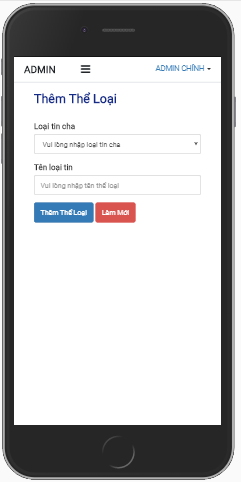 ADMIN ADMIN CHÍNH
Thêm Thể Loại
Loại tin cha
Vui lòng nhập loại tin cha
Tên loại tin
Vui lòng nhập tên thể loại
Thêm Thể Loại Làm Mới